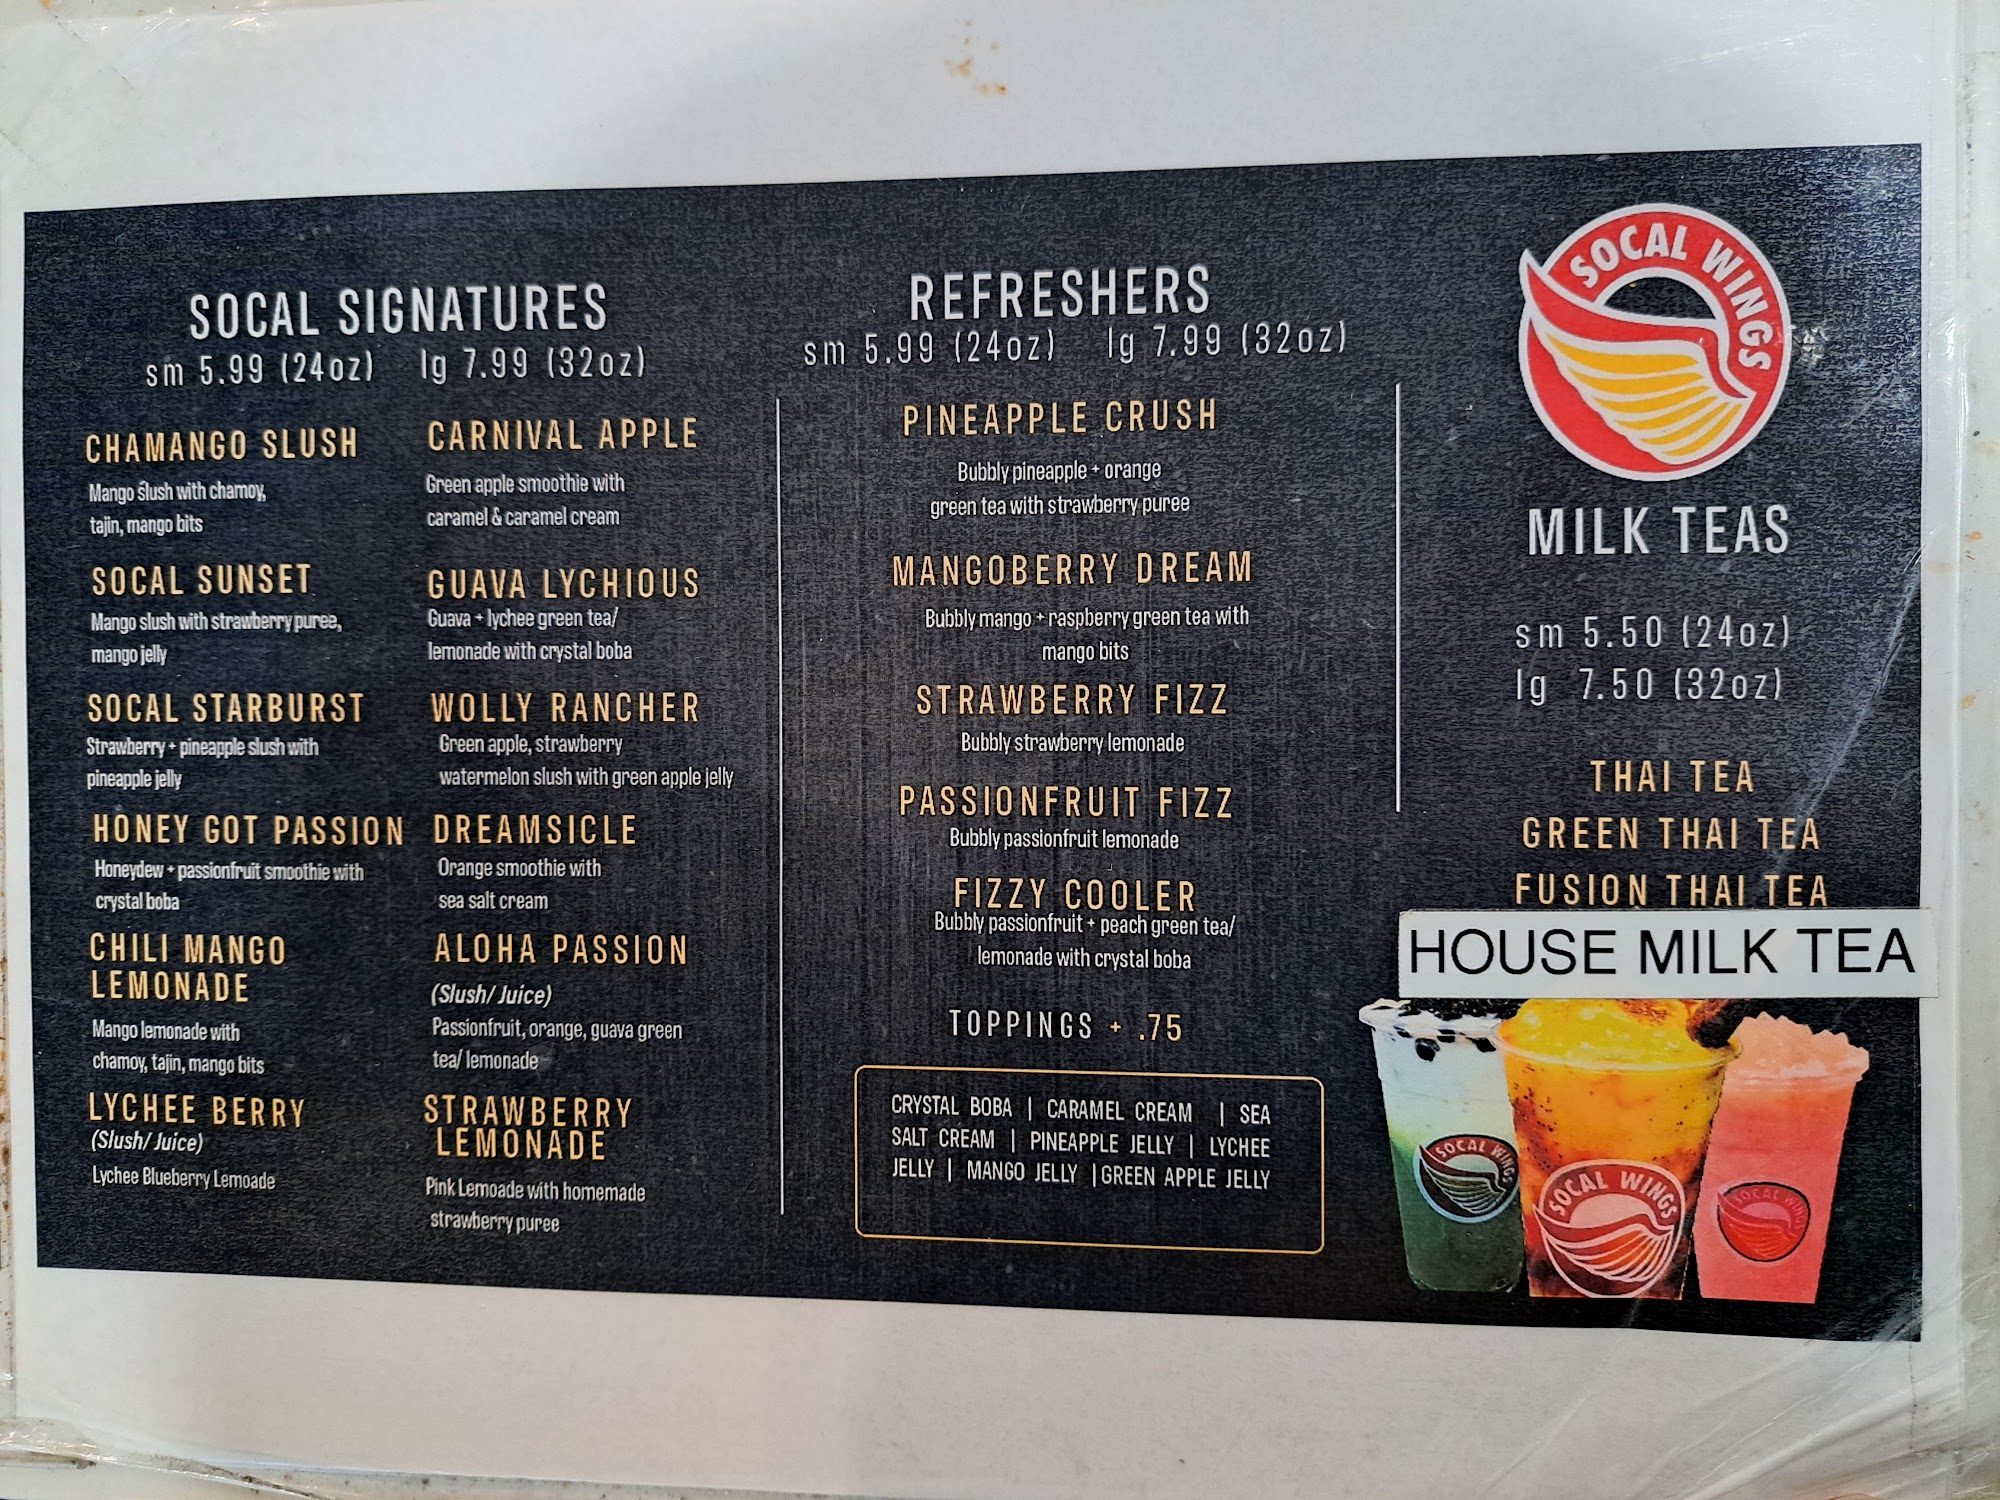 SOCAL SIGNATURES
sm 5.99 (24oz) lg 7.99 (32oz)
CHAMANGO SLUSH
Mango slush with chamoy,
tajin, mango bits
SOCAL SUNSET
Mango slush with strawberry puree,
mango jelly
SOCAL STARBURST
Strawberry + pineapple slush with
pineapple jelly
HONEY GOT PASSION
Honeydew + passionfruit smoothie with
crystal boba
CHILI MANGO
LEMONADE
Mango lemonade with
chamoy, tajin, mango bits
LYCHEE BERRY
(Slush/ Juice)
Lychee Blueberry Lemoade
CARNIVAL APPLE
Green apple smoothie with
caramel & caramel cream
GUAVA LYCHIOUS
Guava + lychee green tea/
lemonade with crystal boba
WOLLY RANCHER
Green apple, strawberry
watermelon slush with green apple jelly
DREAMSICLE
Orange smoothie with
sea salt cream
ALOHA PASSION
(Slush/ Juice)
Passionfruit, orange, guava green
tea/ lemonade
STRAWBERRY
LEMONADE
Pink Lemoade with homemade
strawberry puree
REFRESHERS
sm 5.99 (24oz) lg 7.99 (32oz)
PINEAPPLE CRUSH
Bubbly pineapple + orange
green tea with strawberry puree
MANGOBERRY DREAM
Bubbly mango + raspberry green tea with
mango bits
STRAWBERRY FIZZ
Bubbly strawberry lemonade
PASSIONFRUIT FIZZ
Bubbly passionfruit lemonade
FIZZY COOLER
Bubbly passionfruit + peach green tea/
lemonade with crystal boba
TOPPINGS + .75
CRYSTAL BOBA | CARAMEL CREAM | SEA
SALT CREAM | PINEAPPLE JELLY | LYCHEE
JELLY | MANGO JELLY | GREEN APPLE JELLY
SOCAL WINGS
MILK TEAS
sm 5.50 (24oz)
lg 7.50 (32oz)
THAI TEA
GREEN THAI TEA
FUSION THAI TEA
HOUSE MILK TEA
SOCAL WINGS
SOCAL WINGS
SOCAL WINGS